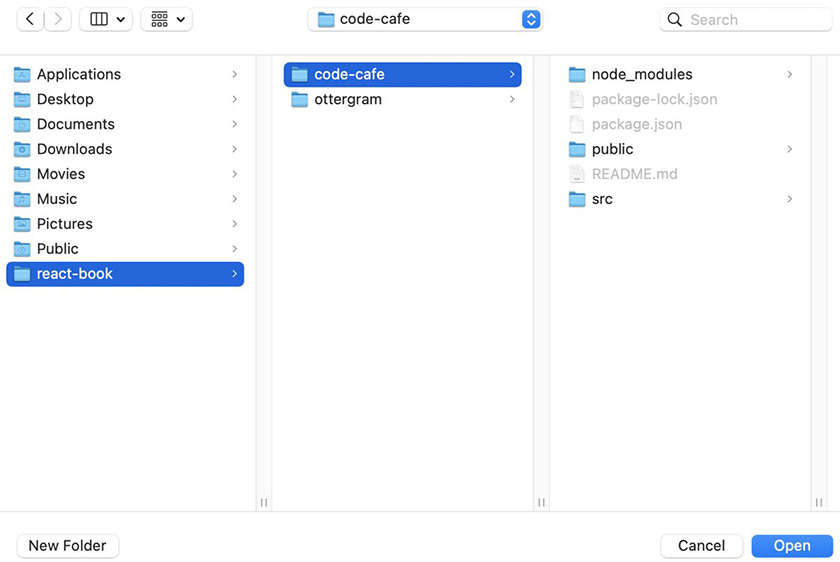 code-cafe
Search
Applications
Desktop
Documents
Downloads
Movies
Music
Pictures
Public
react-book
code-cafe
ottergram
node_modules
package-lock.json
package.json
public
README.md
src
New Folder
Cancel
Open